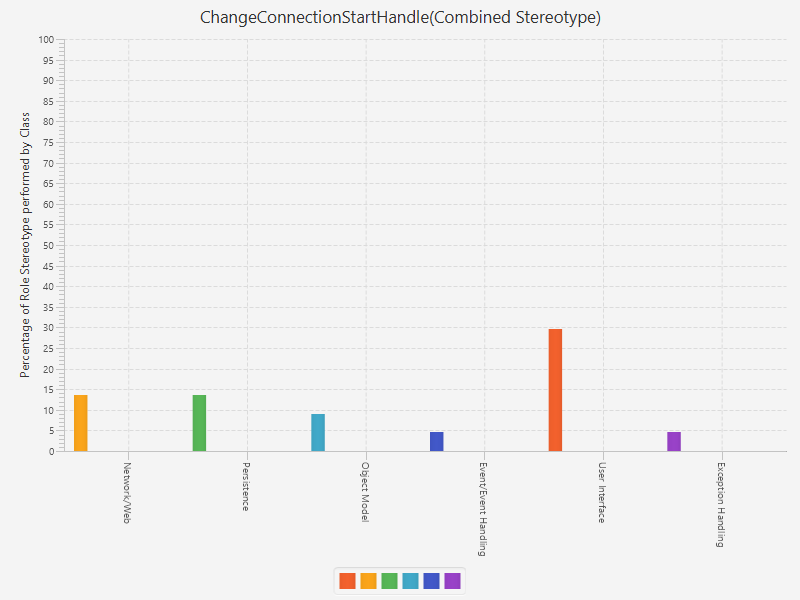 ChangeConnectionStartHandle(Combined Stereotype)
Percentage of Role Stereotype performed by Class
100
95
90
85
80
75
70
65
60
55
50
45
40
35
30
25
20
15
10
5
0
Network/Web
Persistence
Object Model
Event/Event Handling
User Interface
Exception Handling